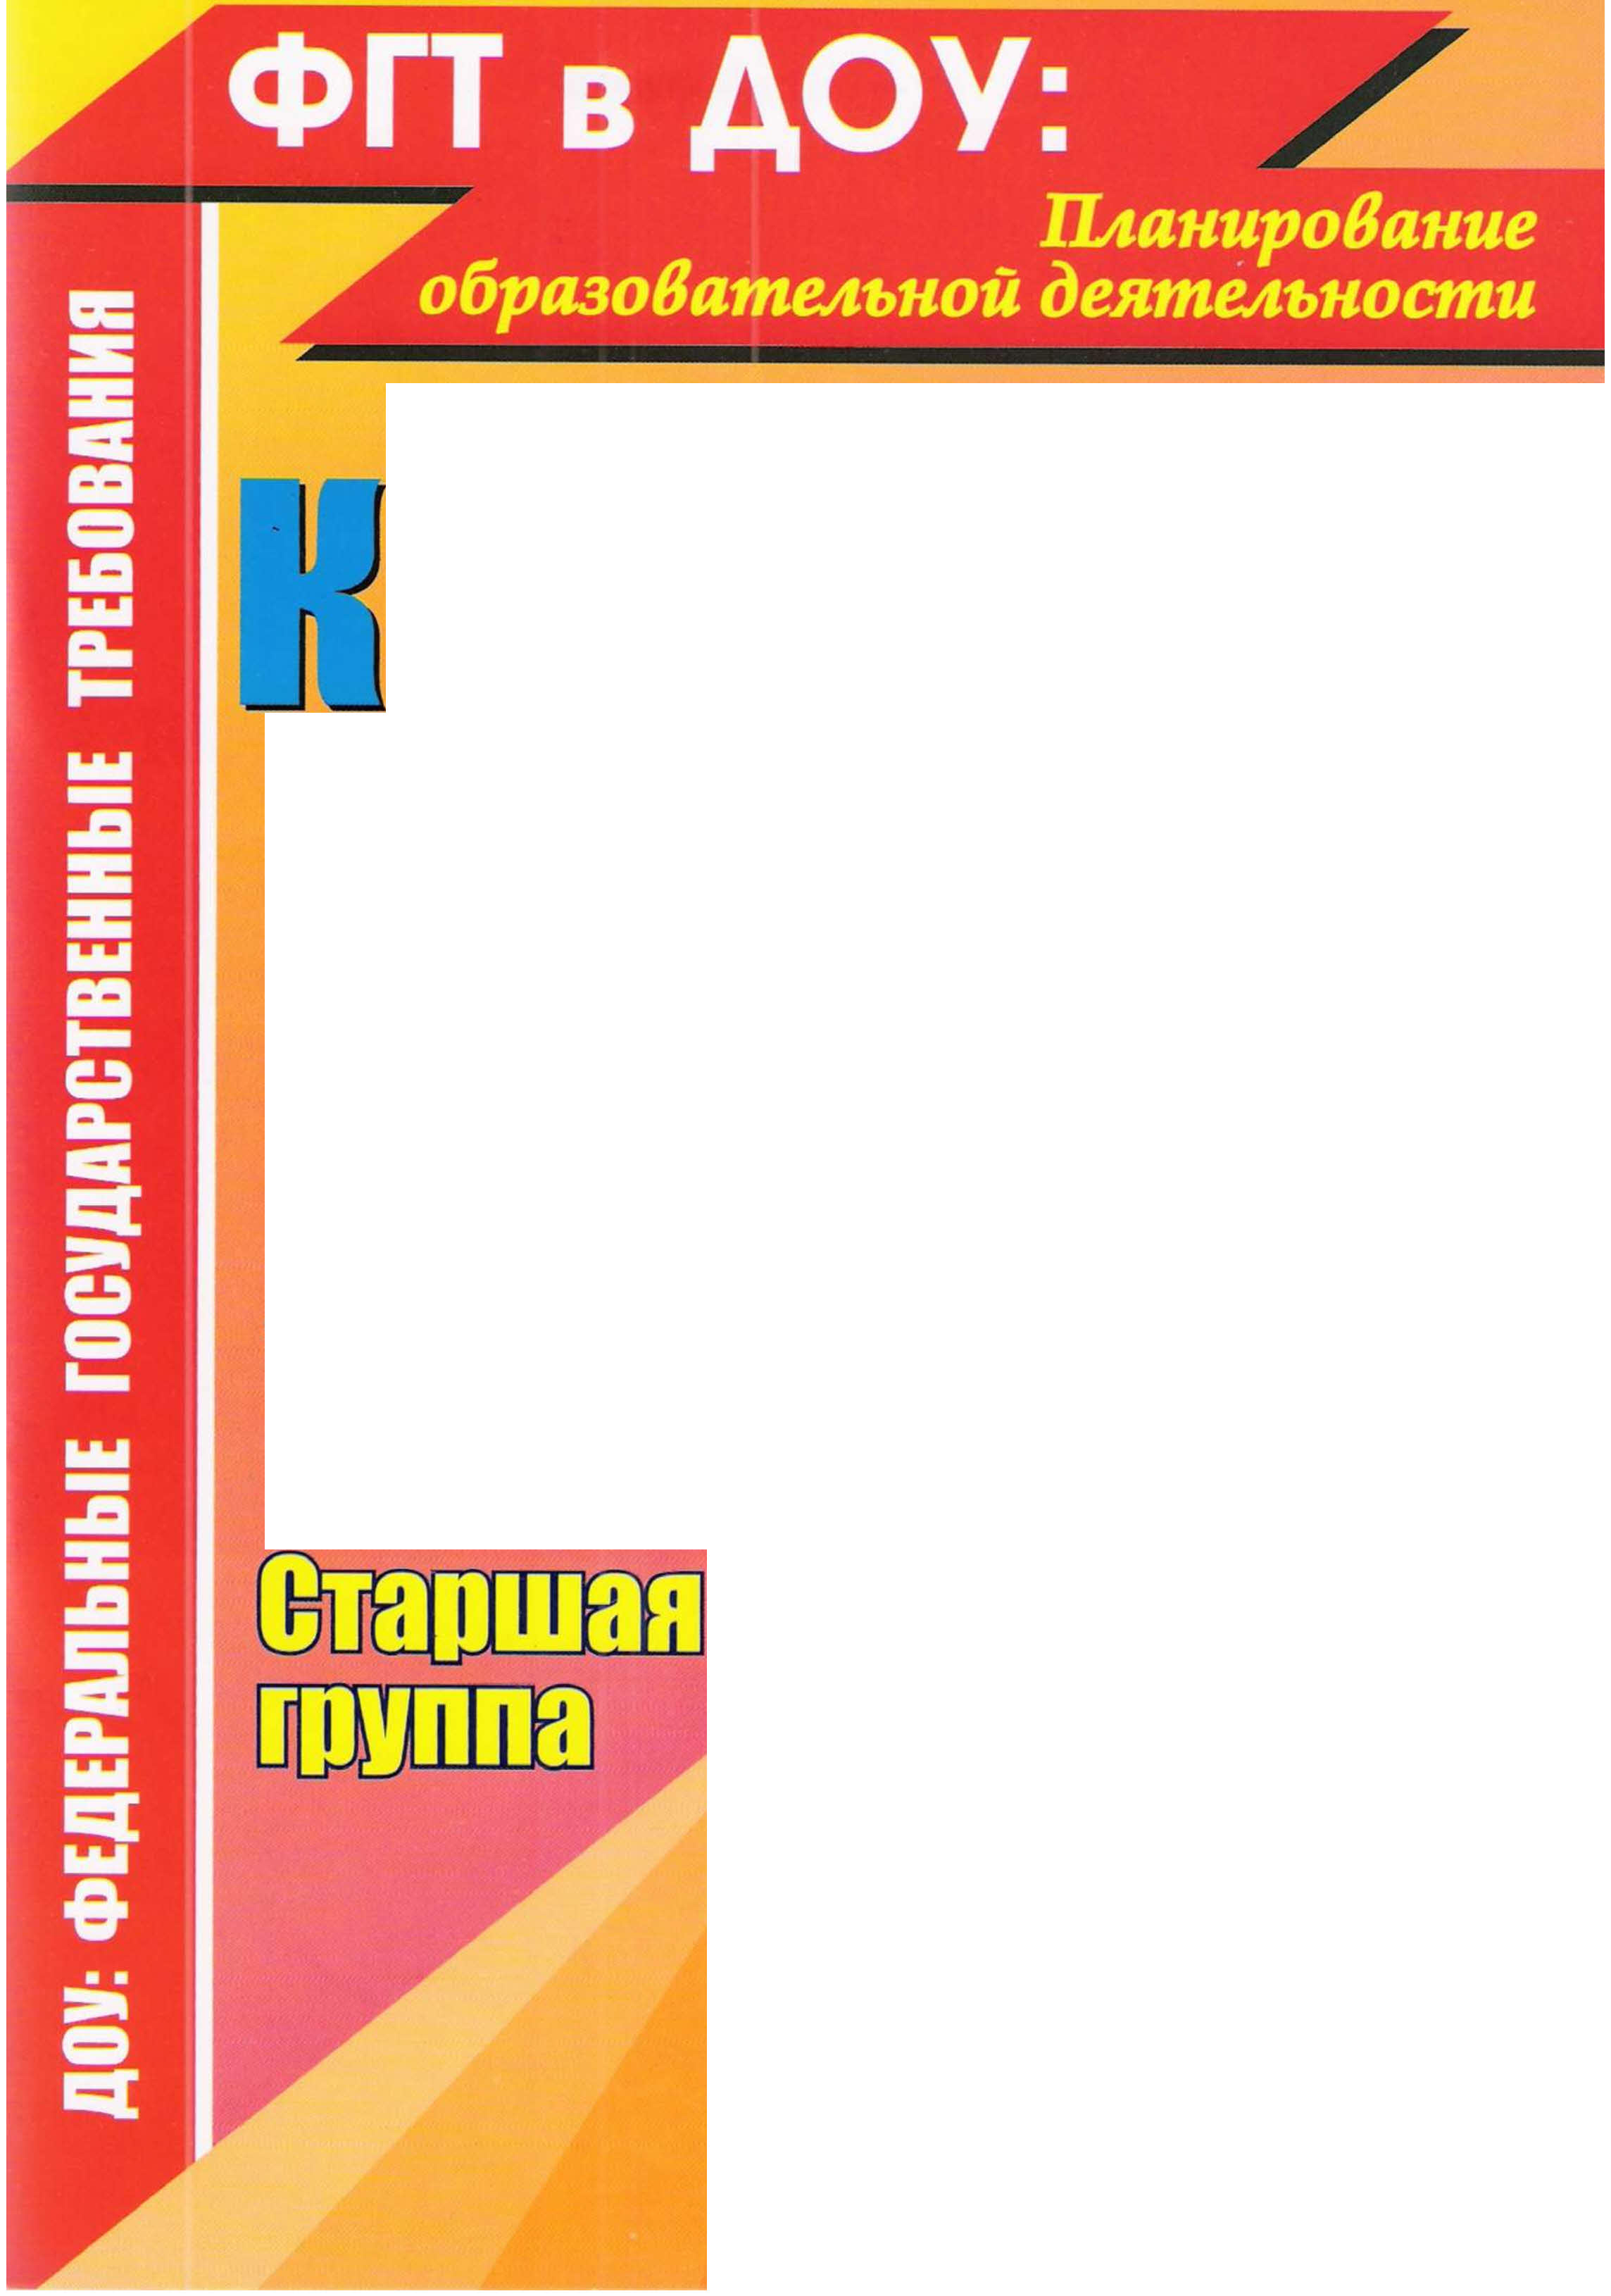 ФГТ в ДОУ:
Планирование
образовательной деятельности
ДОУ: ФЕДЕРАЛЬНЫЕ ГОСУДАРСТВЕННЫЕ ТРЕБОВАНИЯ
К
Старшая
группа